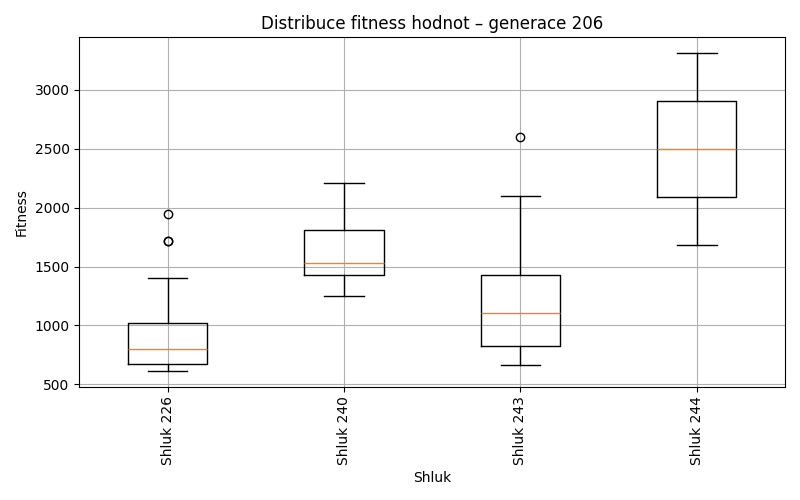 Distribuce fitness hodnot – generace 206
Fitness
3000
2500
2000
1500
1000
500
Shluk 226
Shluk 240
Shluk 243
Shluk 244
Shluk